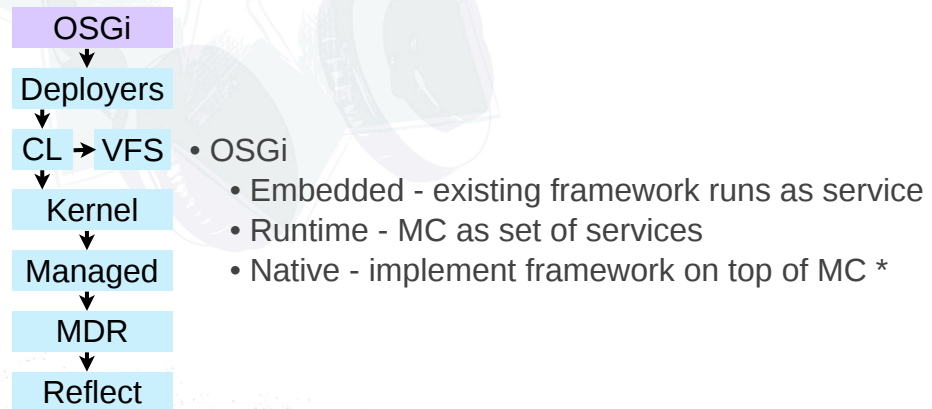 OSGi
Deployers
CL VFS
Kernel
Managed
MDR
Reflect
• OSGi
• Embedded - existing framework runs as service
• Runtime - MC as set of services
• Native - implement framework on top of MC *